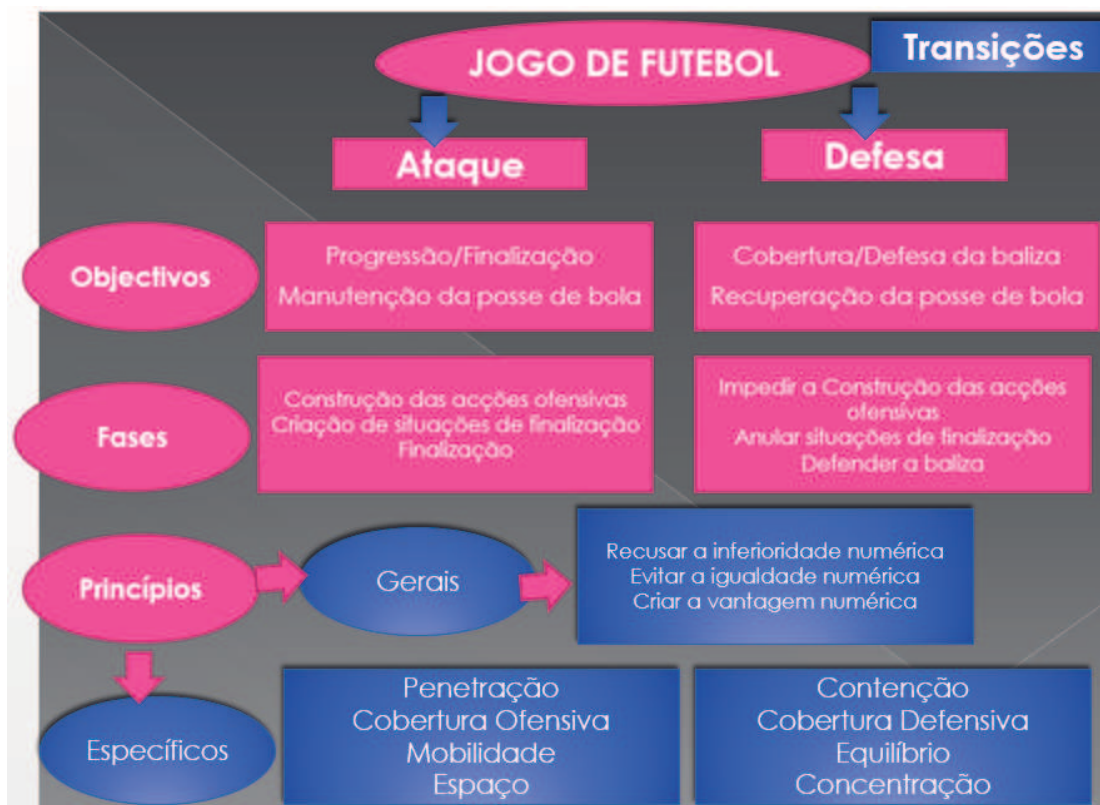 JOGO DE FUTEBOL
Transições
Ataque
Defesa
Objectivos
Progressão/Finalização
Manutenção da posse de bola
Cobertura/Defesa da baliza
Recuperação da posse de bola
Fases
Construção das acções ofensivas
Criação de situações de finalização
Finalização
Impedir a Construção das acções
ofensivas
Anular situações de finalização
Defender a baliza
Princípios
Gerais
Recusar a inferioridade numérica
Evitar a igualdade numérica
Criar a vantagem numérica
Específicos
Penetração
Cobertura Ofensiva
Mobilidade
Espaço
Contenção
Cobertura Defensiva
Equilíbrio
Concentração